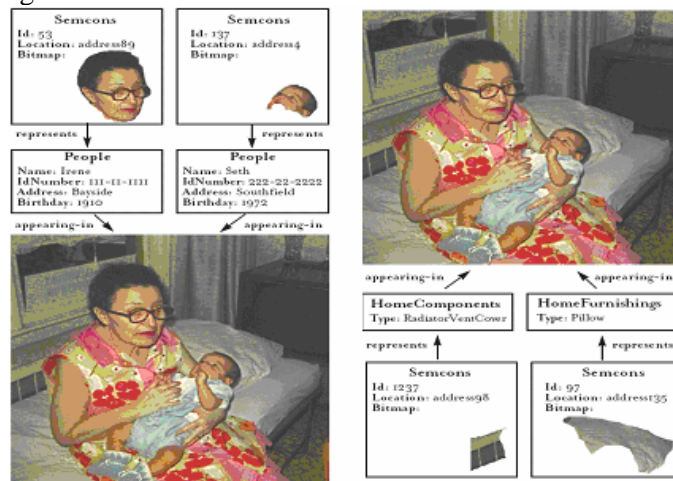 Semcons
Id: 53
Location: address89
Bitmap:
Semcons
Id: 137
Location: address4
Bitmap:
represents
represents
People
Name: Irene
IdNumber: 111-11-1111
Address: Bayside
Birthday: 1910
People
Name: Seth
IdNumber: 222-22-2222
Address: Southfield
Birthday: 1972
appearing-in
appearing-in
appearing-in
appearing-in
HomeComponents
Type: RadiatorVentCover
HomeFurnishings
Type: Pillow
represents
represents
Semcons
Id: 1237
Location: address98
Bitmap:
Semcons
Id: 97
Location: address135
Bitmap: